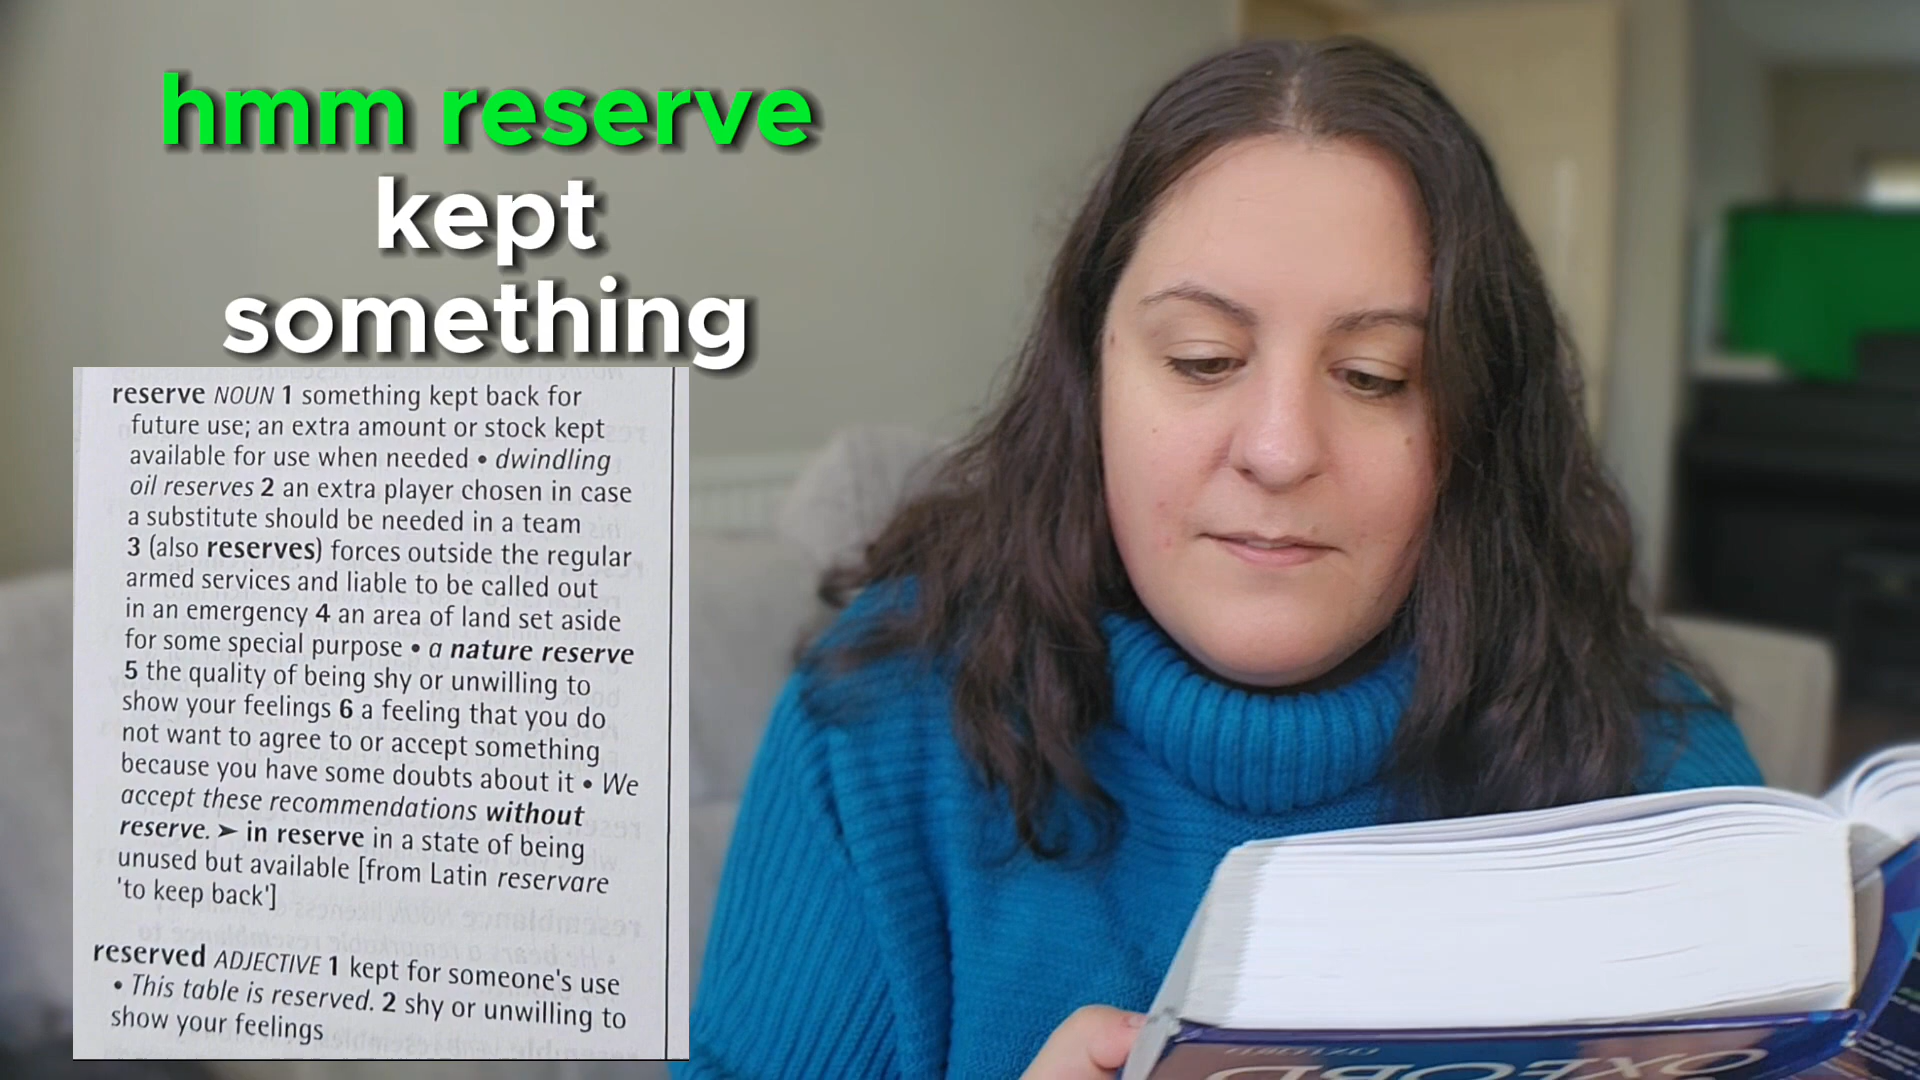 hmm reserve
kept
something
reserve NOUN 1 something kept back for
future use; an extra amount or stock kept
available for use when needed • dwindling
oil reserves 2 an extra player chosen in case
a substitute should be needed in a team
3 (also reserves) forces outside the regular
armed services and liable to be called out
in an emergency 4 an area of land set aside
for some special purpose • a nature reserve
5 the quality of being shy or unwilling to
show your feelings 6 a feeling that you do
not want to agree to or accept something
because you have some doubts about it • We
accept these recommendations without
reserve. ➤ in reserve in a state of being
unused but available [from Latin reservare
'to keep back']
reserved ADJECTIVE 1 kept for someone's use
• This table is reserved. 2 shy or unwilling to
show your feelings
OXFORD